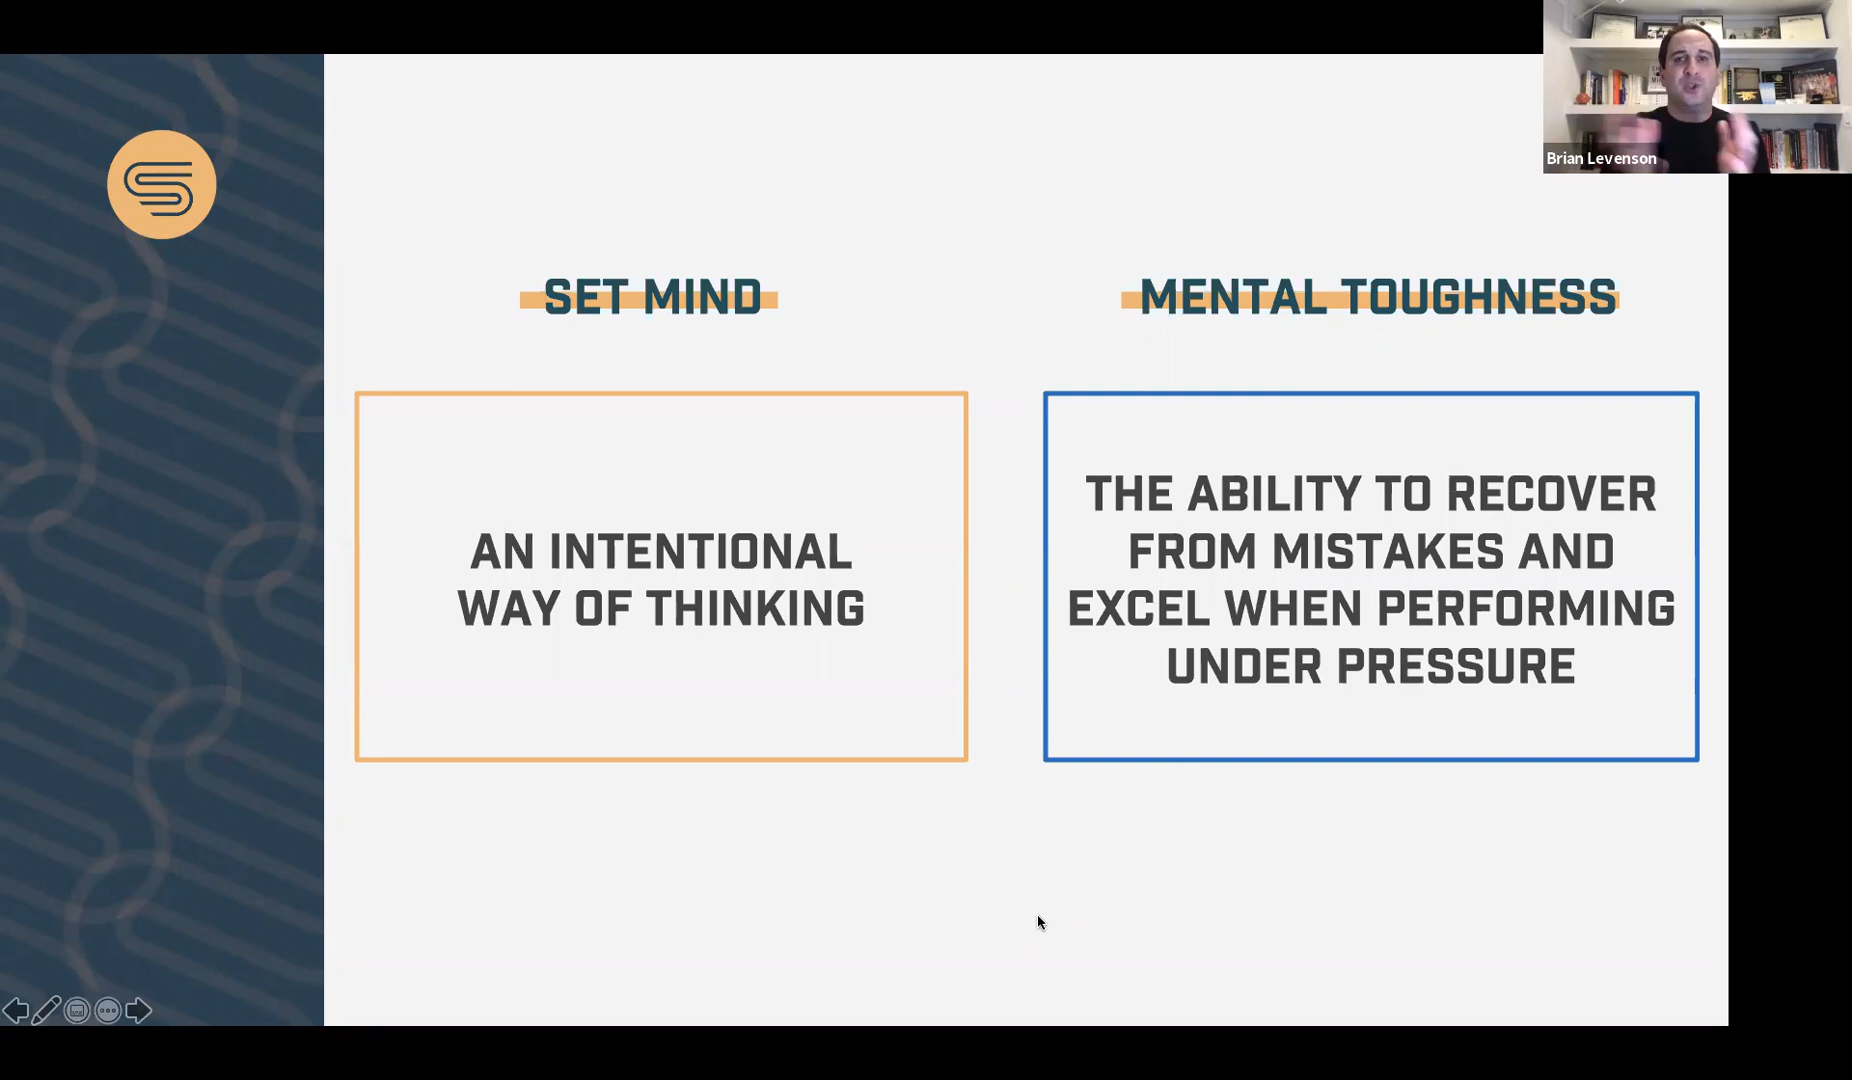 Brian Levenson
SET MIND
MENTAL TOUGHNESS
AN INTENTIONAL
WAY OF THINKING
THE ABILITY TO RECOVER
FROM MISTAKES AND
EXCEL WHEN PERFORMING
UNDER PRESSURE